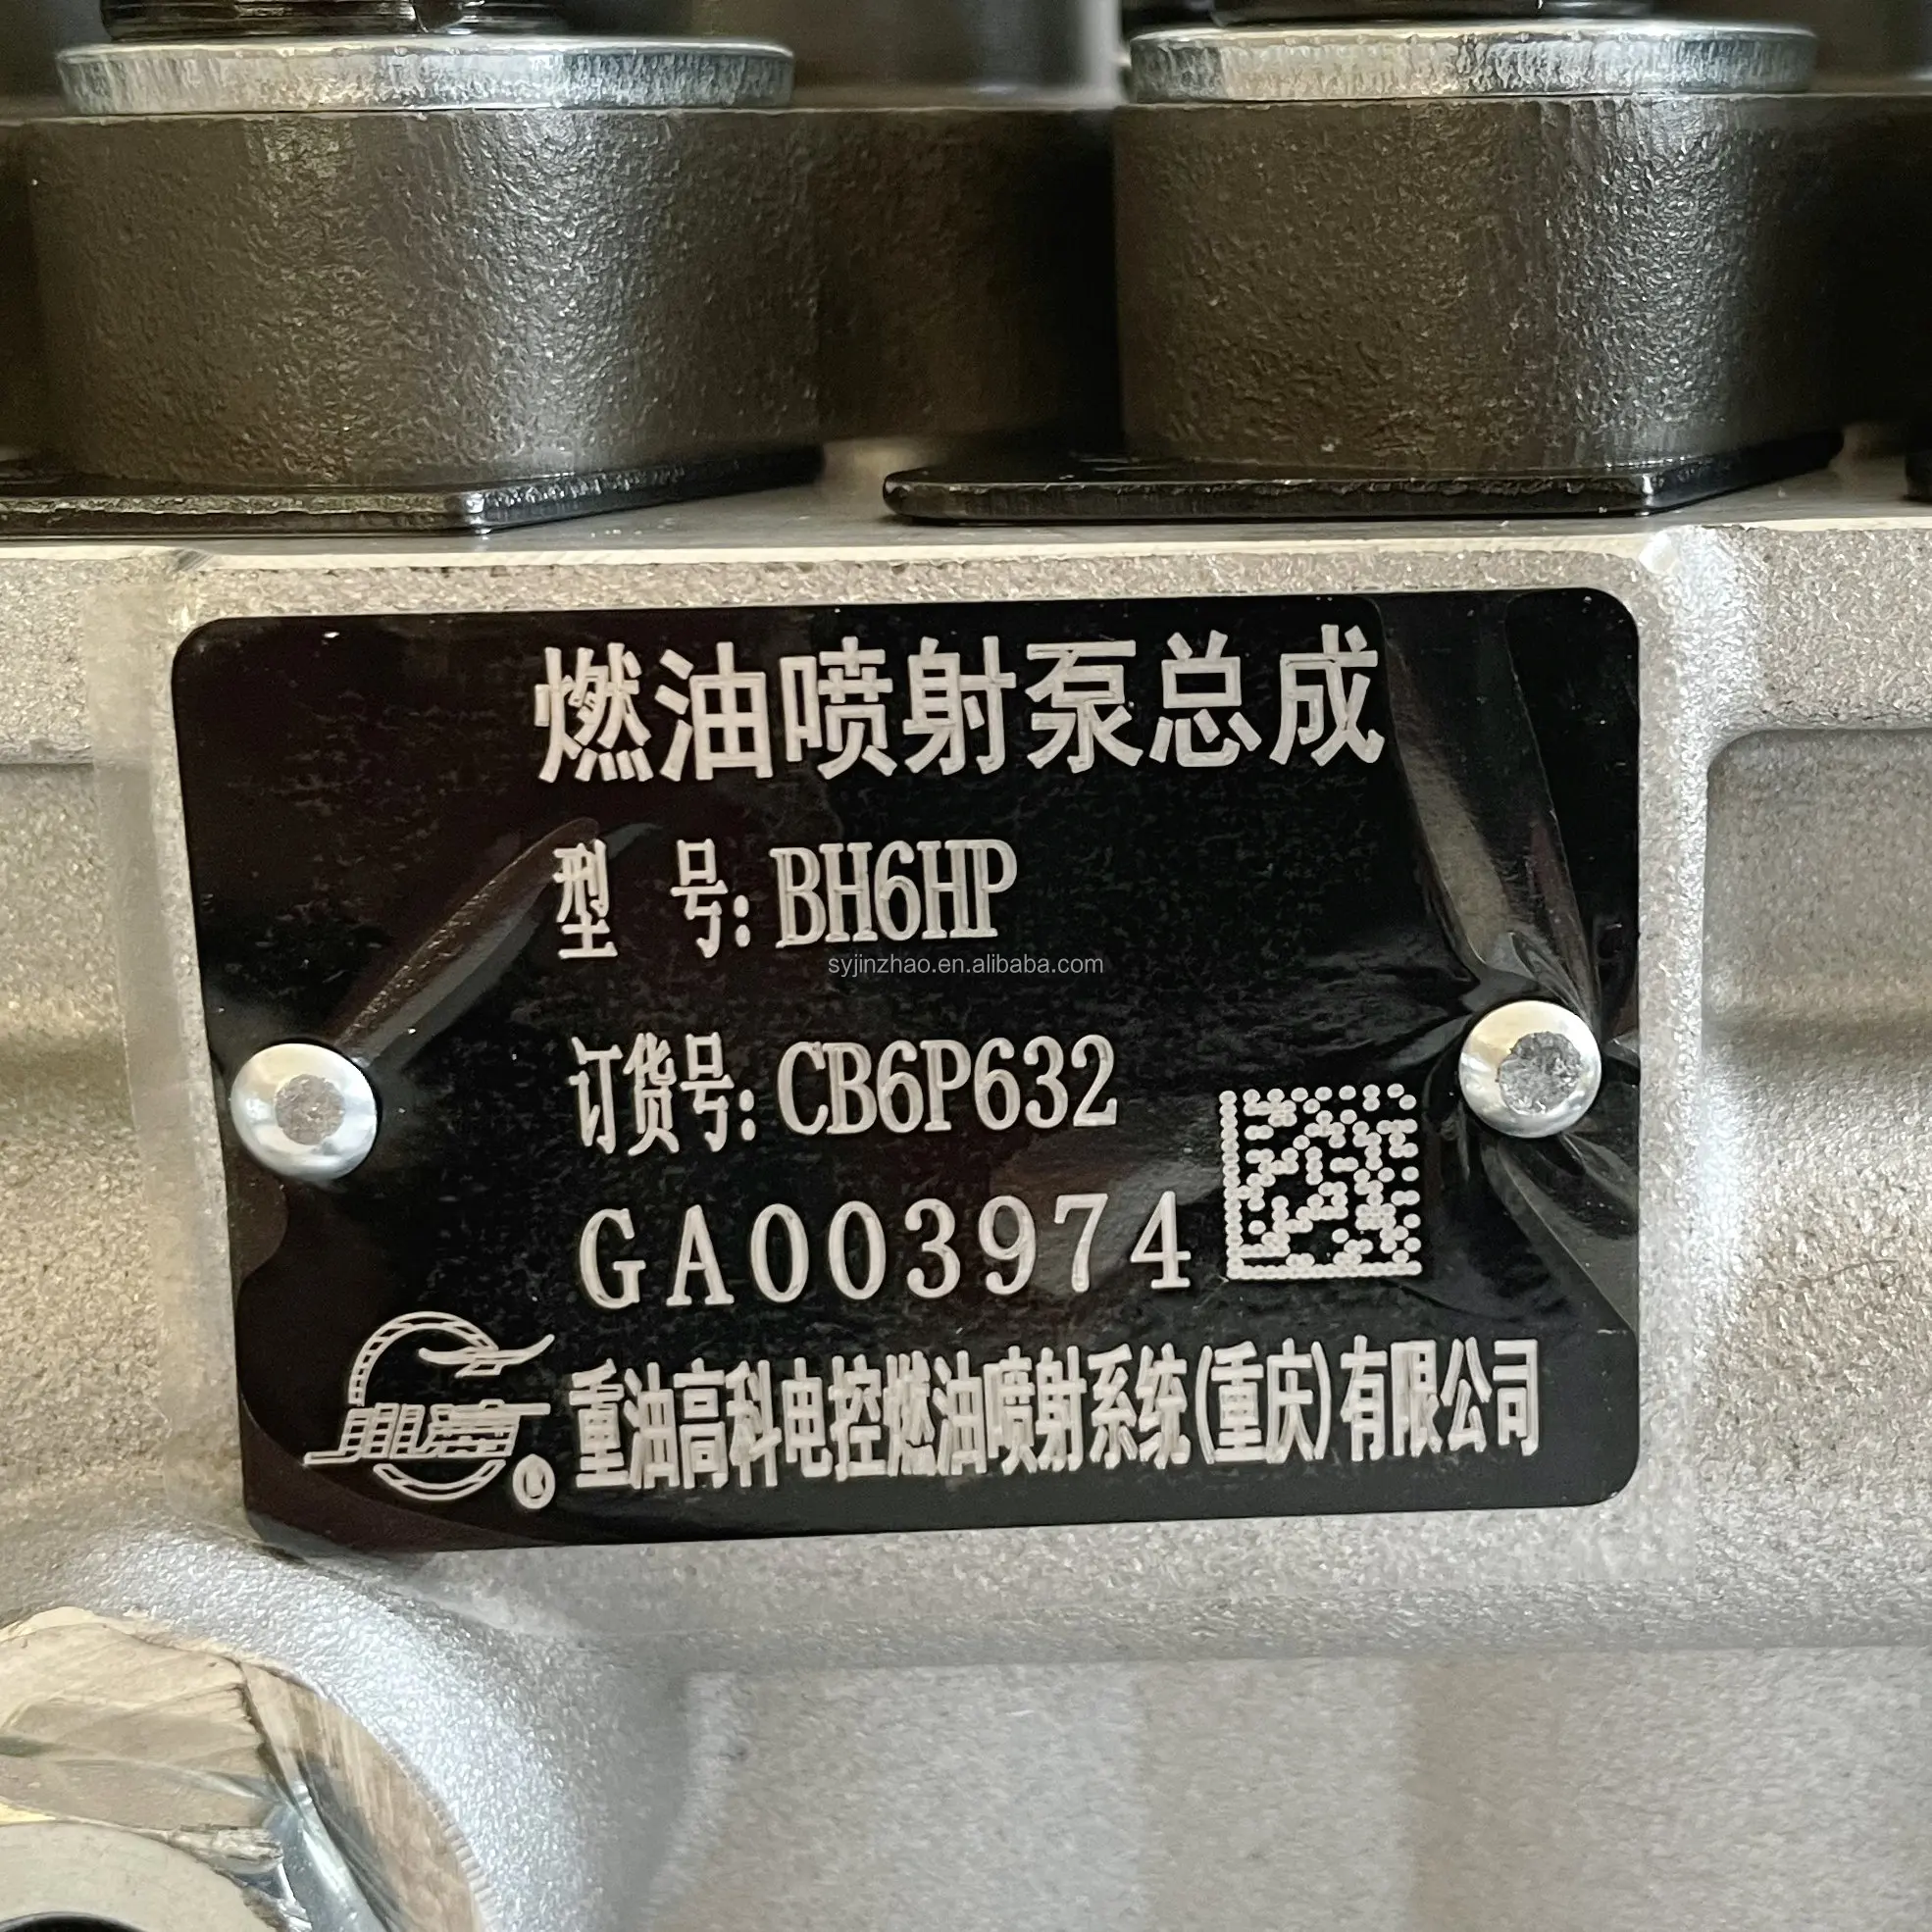 燃油喷射泵总成
型 号: BH6HP
syjinzhao.en.alibaba.com
订货号: CB6P632
GA003974
重油高科电控燃油喷射系统(重庆)有限公司